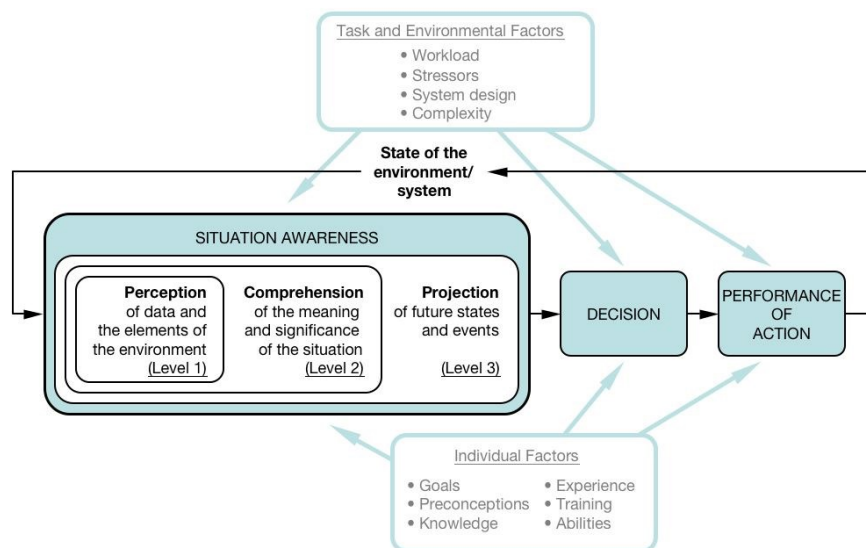 Task and Environmental Factors
• Workload
• Stressors
• System design
• Complexity
State of the
environment/
system
SITUATION AWARENESS
Perception
of data and
the elements of
the environment
(Level 1)
Comprehension
of the meaning
and significance
of the situation
(Level 2)
Projection
of future states
and events
(Level 3)
DECISION
PERFORMANCE
OF
ACTION
Individual Factors
• Goals
• Preconceptions
• Knowledge
• Experience
• Training
• Abilities